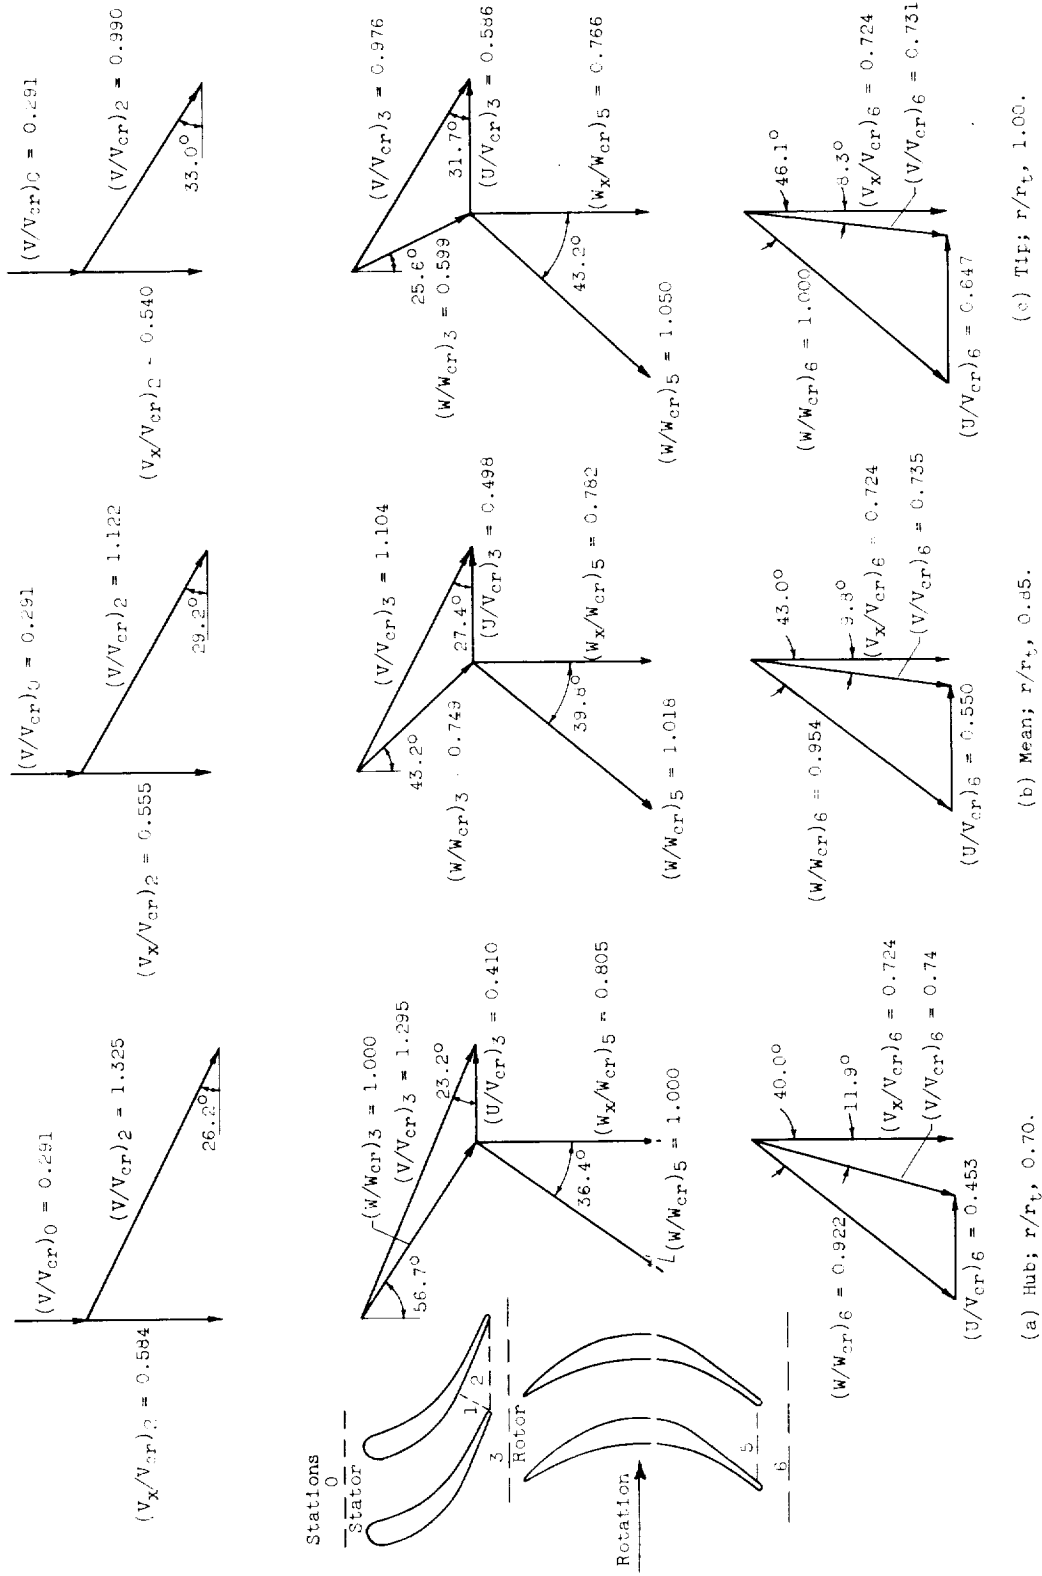 Stations
0
Stator
1
2
3
Rotor
Rotation
5
6
(V/Vcr)0 = 0.291
(V/Vcr)2 = 1.325
26.2°
(Vx/Vcr)2 = 0.584
56.7°
(W/Wcr)3 = 1.000
(V/Vcr)3 = 1.295
23.2°
(U/Vcr)3 = 0.410
36.4°
(Wx/Wcr)5 = 0.805
(W/Wcr)5 = 1.000
40.0°
11.9°
(Vx/Vcr)6 = 0.724
(V/Vcr)6 = 0.74
(W/Wcr)6 = 0.922
(U/Vcr)6 = 0.453
(a) Hub; r/rt, 0.70.
(V/Vcr)0 = 0.291
(V/Vcr)2 = 1.122
29.2°
(Vx/Vcr)2 = 0.555
43.2°
(V/Vcr)3 = 1.104
27.4°
(U/Vcr)3 = 0.498
(W/Wcr)3 - 0.749
39.8°
(Wx/Wcr)5 = 0.782
(W/Wcr)5 = 1.018
43.0°
9.8°
(Vx/Vcr)6 = 0.724
(V/Vcr)6 = 0.735
(W/Wcr)6 = 0.954
(U/Vcr)6 = 0.550
(b) Mean; r/rt, 0.85.
(V/Vcr)0 = 0.291
(V/Vcr)2 = 0.990
33.0°
(Vx/Vcr)2 - 0.540
(V/Vcr)3 = 0.976
25.6°
31.7°
(W/Wcr)3 = 0.599
(U/Vcr)3 = 0.586
43.2°
(Wx/Wcr)5 = 0.766
(W/Wcr)5 = 1.050
46.1°
8.3°
(Vx/Vcr)6 = 0.724
(V/Vcr)6 = 0.731
(W/Wcr)6 = 1.000
(U/Vcr)6 = 0.647
(c) Tip; r/rt, 1.00.